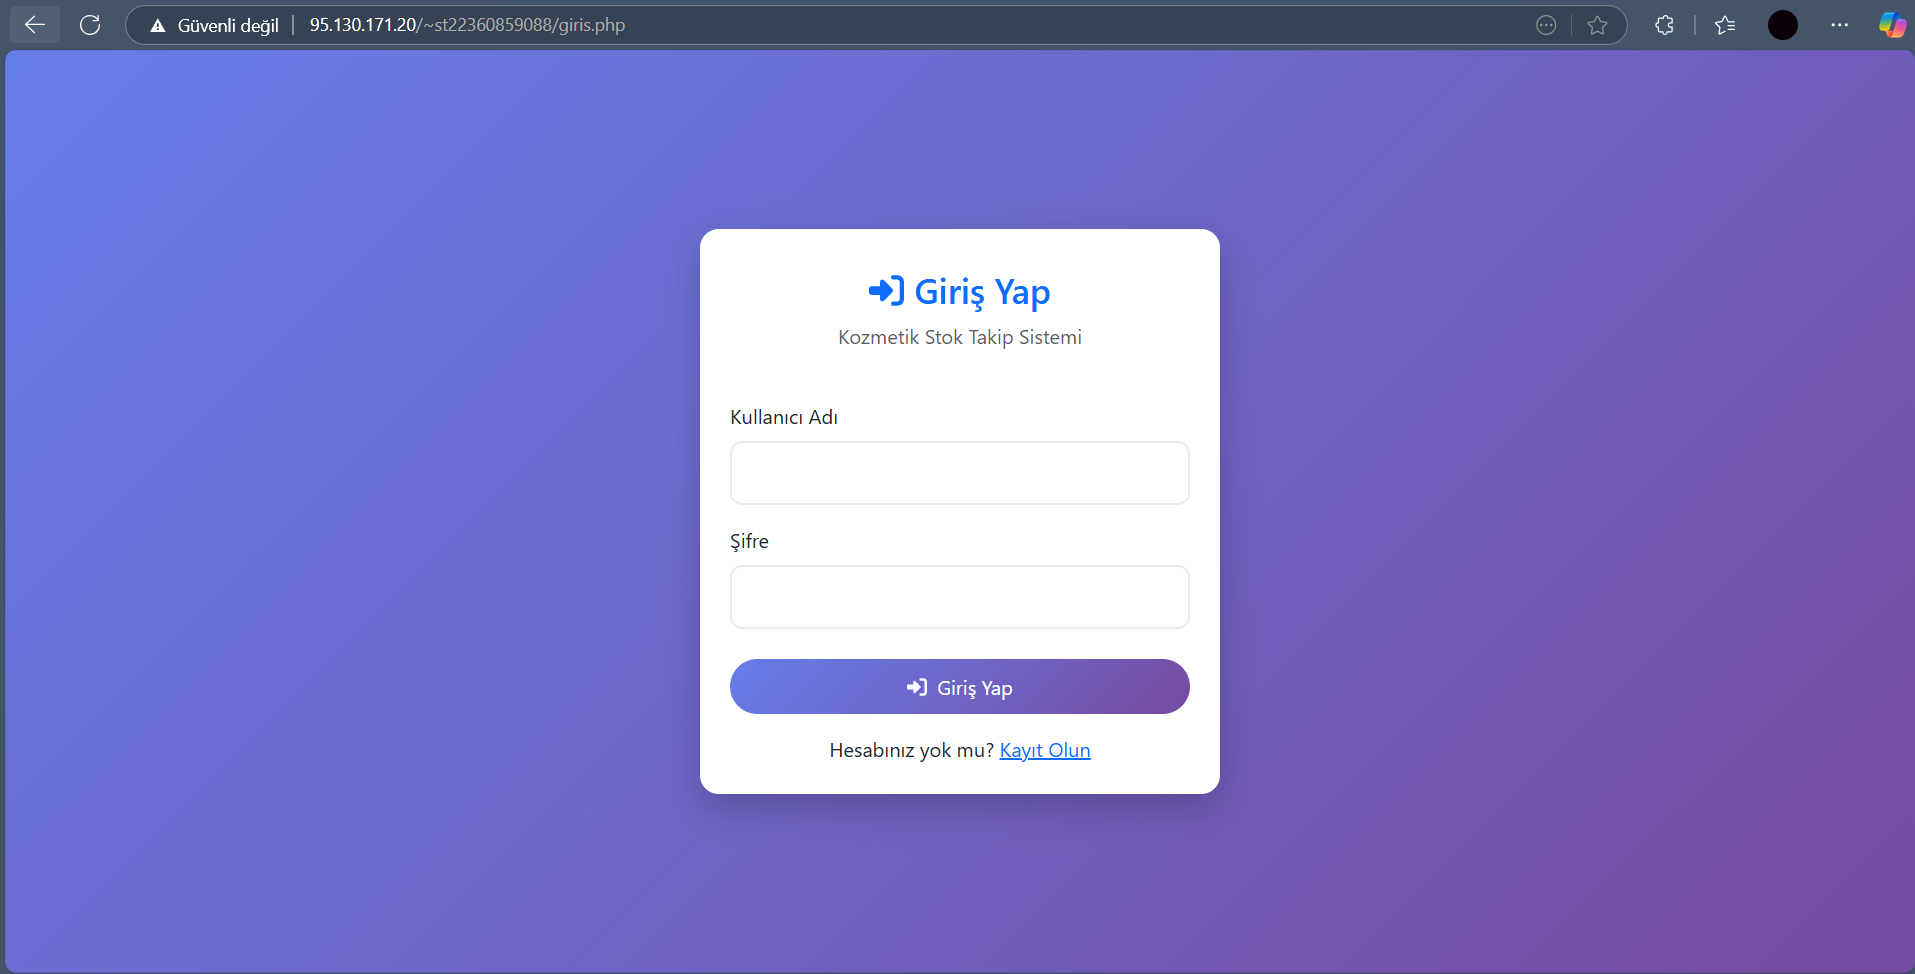 Güvenli değil
95.130.171.20/~st22360859088/giris.php
Giriş Yap
Kozmetik Stok Takip Sistemi
Kullanıcı Adı
Şifre
Giriş Yap
Hesabınız yok mu? Kayıt Olun